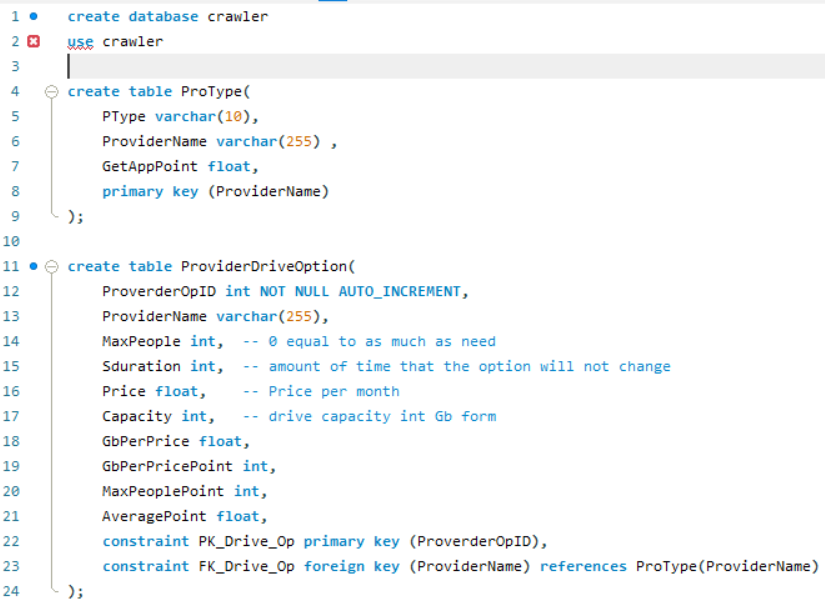 1 create database crawler
2 use crawler
3
4 create table ProType(
5 PType varchar(10),
6 ProviderName varchar(255) ,
7 GetAppPoint float,
8 primary key (ProviderName)
9 );
10
11 create table ProviderDriveOption(
12 ProverderOpID int NOT NULL AUTO_INCREMENT,
13 ProviderName varchar(255),
14 MaxPeople int, -- 0 equal to as much as need
15 Sduration int, -- amount of time that the option will not change
16 Price float, -- Price per month
17 Capacity int, -- drive capacity int Gb form
18 GbPerPrice float,
19 GbPerPricePoint int,
20 MaxPeoplePoint int,
21 AveragePoint float,
22 constraint PK_Drive_Op primary key (ProverderOpID),
23 constraint FK_Drive_Op foreign key (ProviderName) references ProType(ProviderName)
24 );